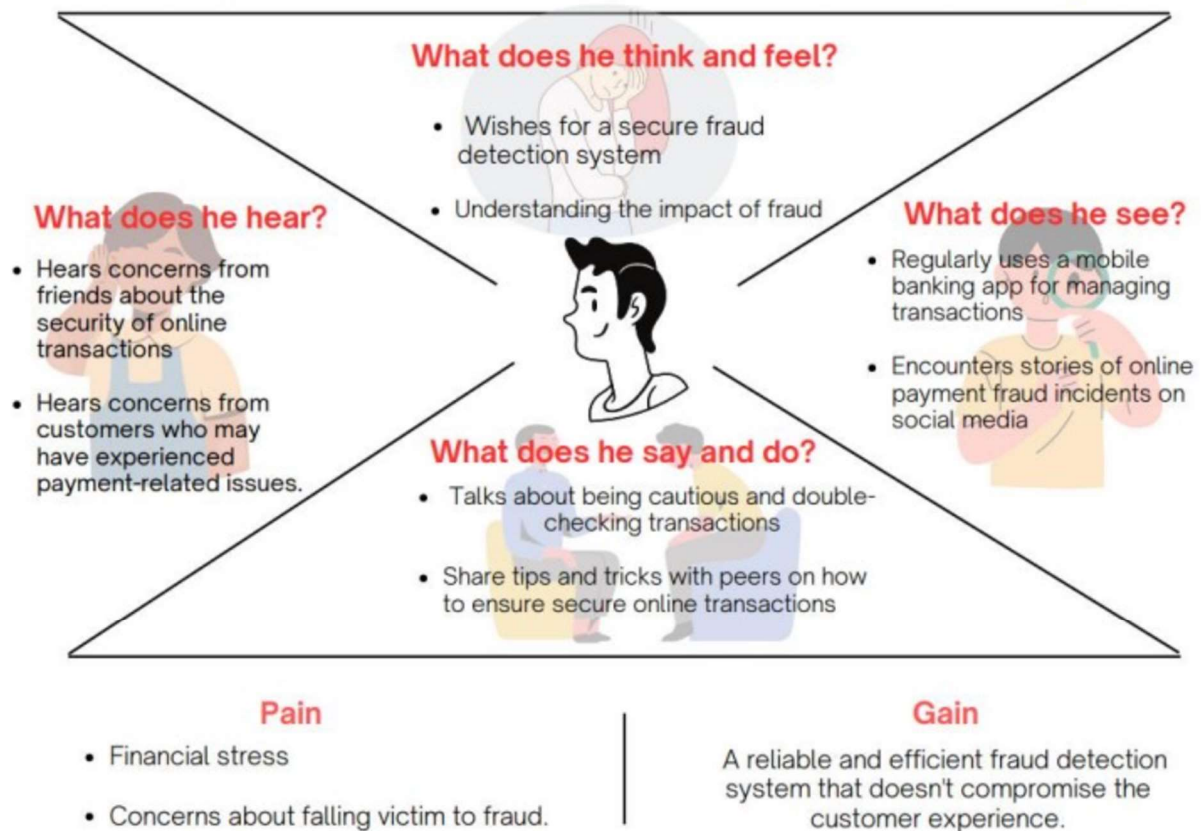 What does he think and feel?
• Wishes for a secure fraud
detection system
• Understanding the impact of fraud
What does he hear?
• Hears concerns from
friends about the
security of online
transactions
• Hears concerns from
customers who may
have experienced
payment-related issues.
What does he see?
• Regularly uses a mobile
banking app for managing
transactions
• Encounters stories of online
payment fraud incidents on
social media
What does he say and do?
• Talks about being cautious and double-
checking transactions
• Share tips and tricks with peers on how
to ensure secure online transactions
Pain
• Financial stress
• Concerns about falling victim to fraud.
Gain
A reliable and efficient fraud detection
system that doesn't compromise the
customer experience.